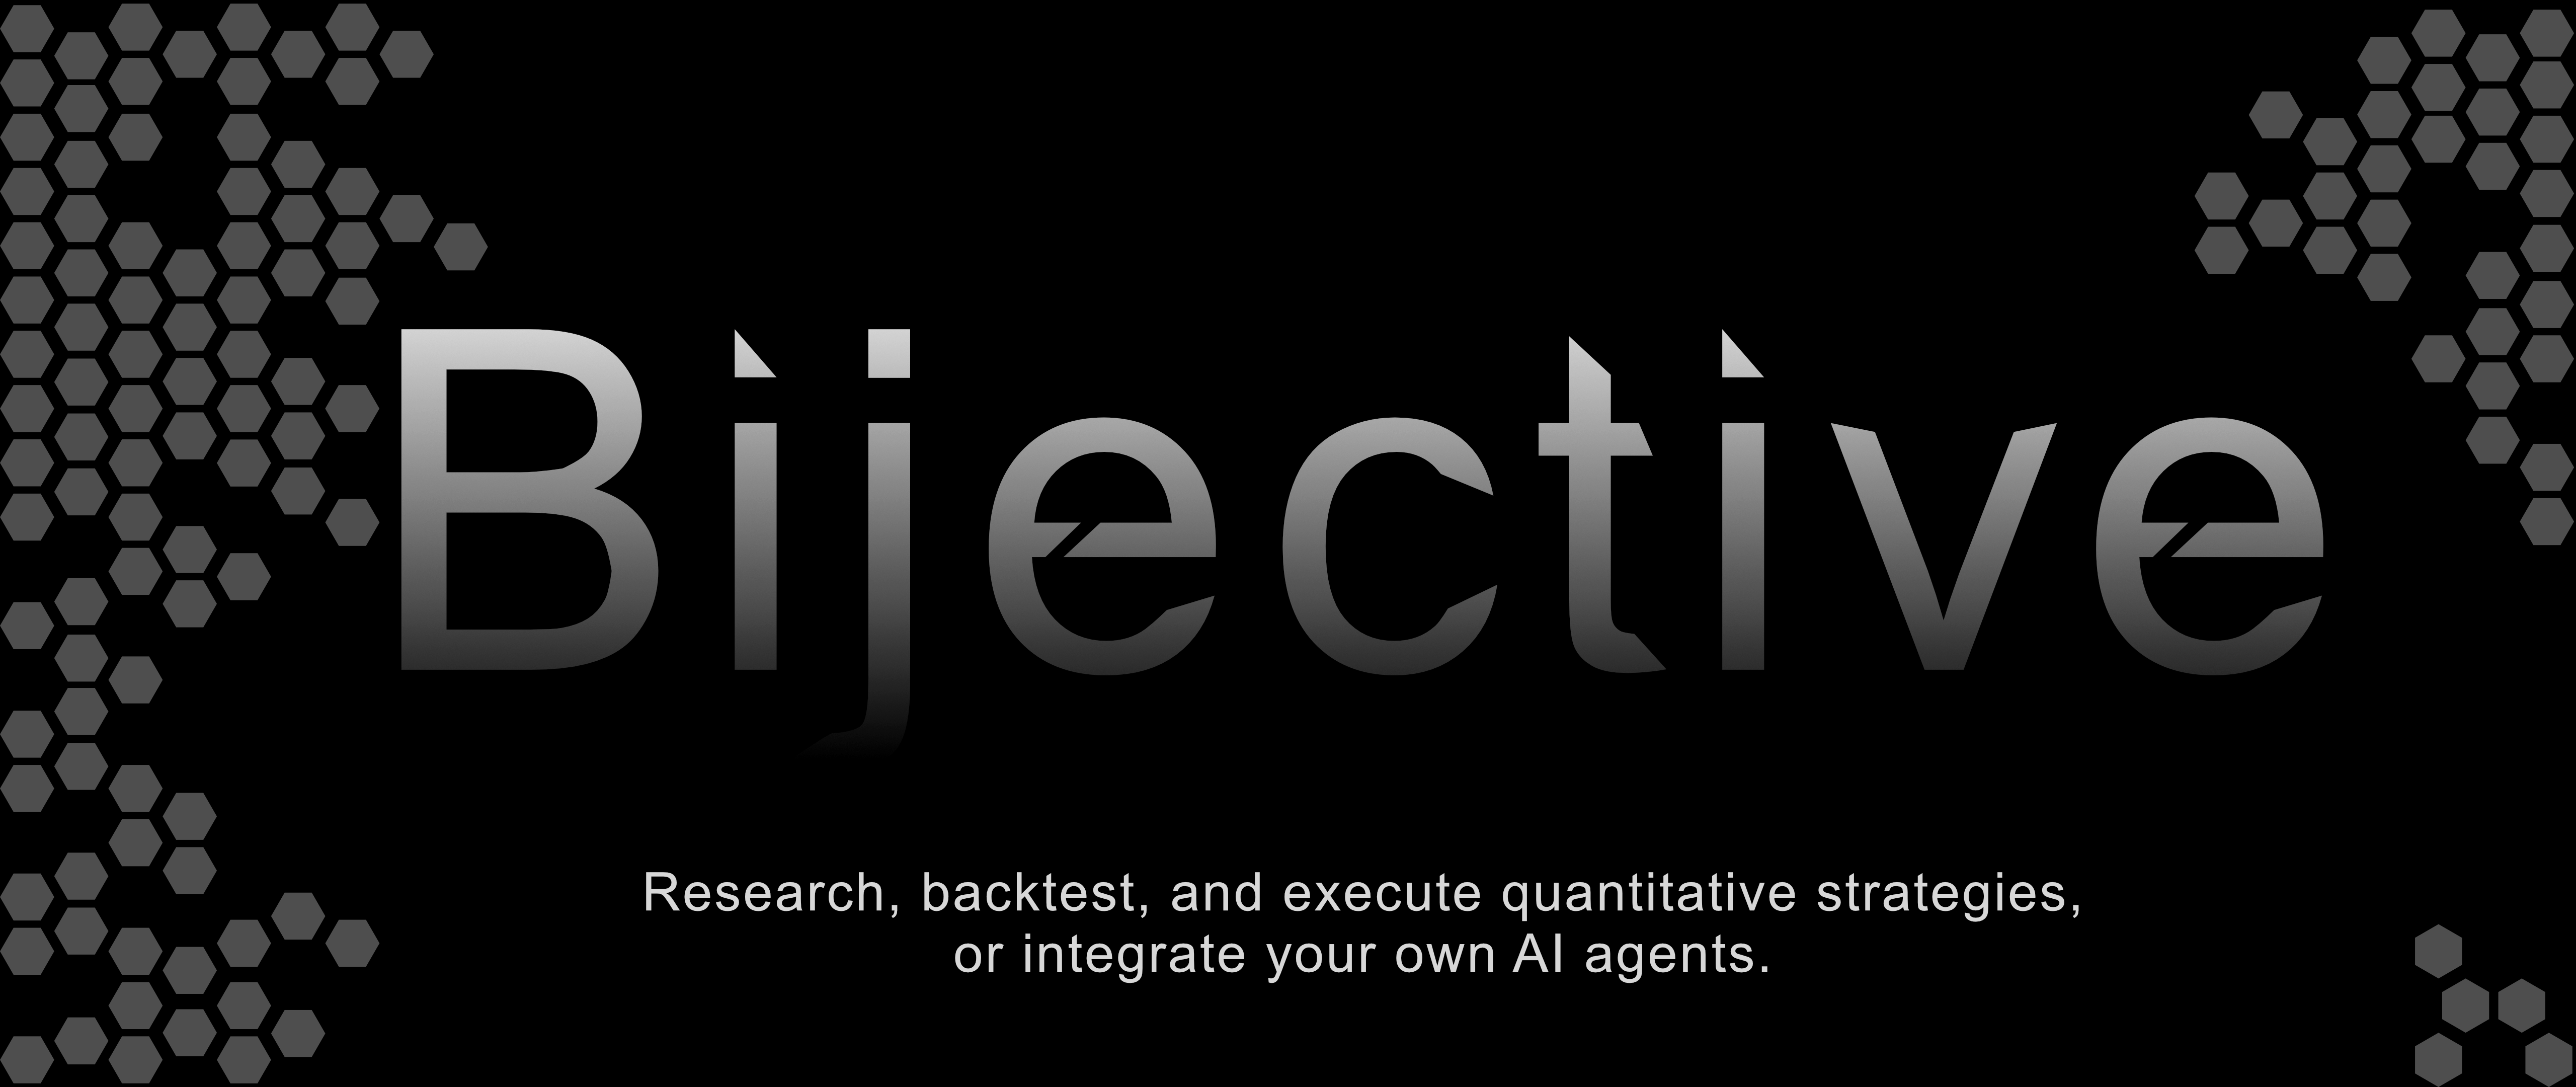 Bijective
Research, backtest, and execute quantitative strategies,
or integrate your own AI agents.